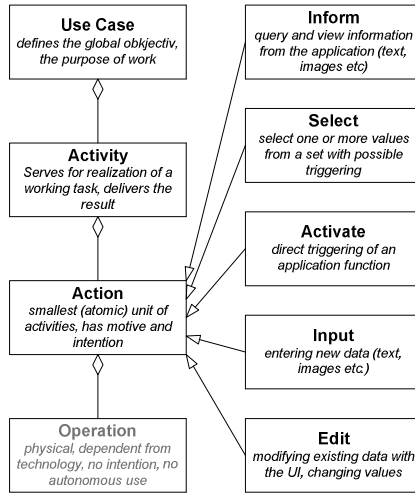 Use Case
defines the global obkjectiv,
the purpose of work
Activity
Serves for realization of a
working task, delivers the
result
Action
smallest (atomic) unit of
activities, has motive and
intention
Operation
physical, dependent from
technology, no intention, no
autonomous use
Inform
query and view information
from the application (text,
images etc)
Select
select one or more values
from a set with possible
triggering
Activate
direct triggering of an
application function
Input
entering new data (text,
images etc.)
Edit
modifying existing data with
the UI, changing values